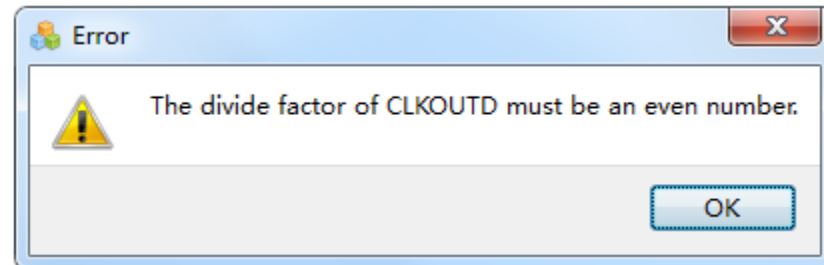 Error
The divide factor of CLKOUTD must be an even number.
OK